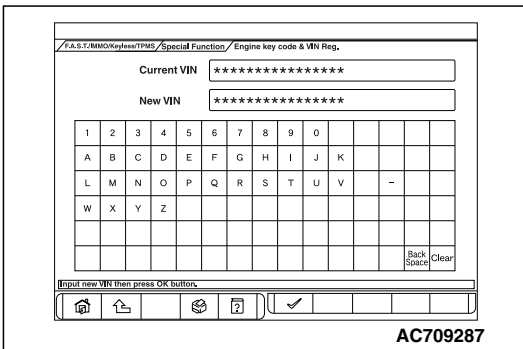 F.A.S.T./IMMO/Keyless/TPMS / Special Function / Engine key code & VIN Reg.
Current VIN *****************
New VIN *****************
1 2 3 4 5 6 7 8 9 0
A B C D E F G H I J K
L M N O P Q R S T U V -
W X Y Z
Back Space Clear
Input new VIN then press OK button.
?
AC709287